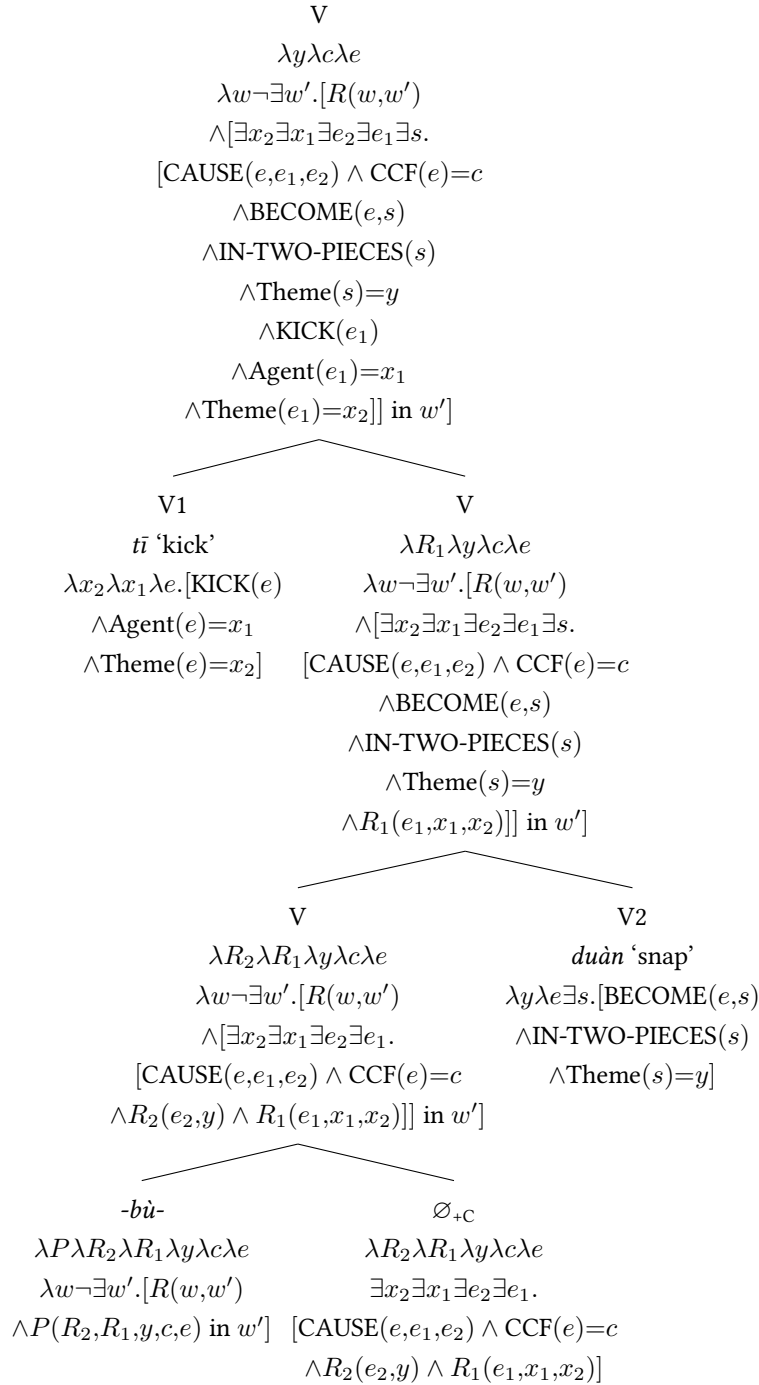 V
λyλcλe
λw¬∃w′.[R(w,w′)
∧[∃x₂∃x₁∃e₂∃e₁∃s.
[CAUSE(e,e₁,e₂) ∧ CCF(e)=c
∧BECOME(e,s)
∧IN-TWO-PIECES(s)
∧Theme(s)=y
∧KICK(e₁)
∧Agent(e₁)=x₁
∧Theme(e₁)=x₂]] in w′]
V1
tī ‘kick’
λx₂λx₁λe.[KICK(e)
∧Agent(e)=x₁
∧Theme(e)=x₂]
V
λR₁λyλcλe
λw¬∃w′.[R(w,w′)
∧[∃x₂∃x₁∃e₂∃e₁∃s.
[CAUSE(e,e₁,e₂) ∧ CCF(e)=c
∧BECOME(e,s)
∧IN-TWO-PIECES(s)
∧Theme(s)=y
∧R₁(e₁,x₁,x₂)]] in w′]
V
λR₂λR₁λyλcλe
λw¬∃w′.[R(w,w′)
∧[∃x₂∃x₁∃e₂∃e₁.
[CAUSE(e,e₁,e₂) ∧ CCF(e)=c
∧R₂(e₂,y) ∧ R₁(e₁,x₁,x₂)]] in w′]
V2
duàn ‘snap’
λyλe∃s.[BECOME(e,s)
∧IN-TWO-PIECES(s)
∧Theme(s)=y]
-bù-
λPλR₂λR₁λyλcλe
λw¬∃w′.[R(w,w′)
∧P(R₂,R₁,y,c,e) in w′]
∅₊C
λR₂λR₁λyλcλe
∃x₂∃x₁∃e₂∃e₁.
[CAUSE(e,e₁,e₂) ∧ CCF(e)=c
∧R₂(e₂,y) ∧ R₁(e₁,x₁,x₂)]